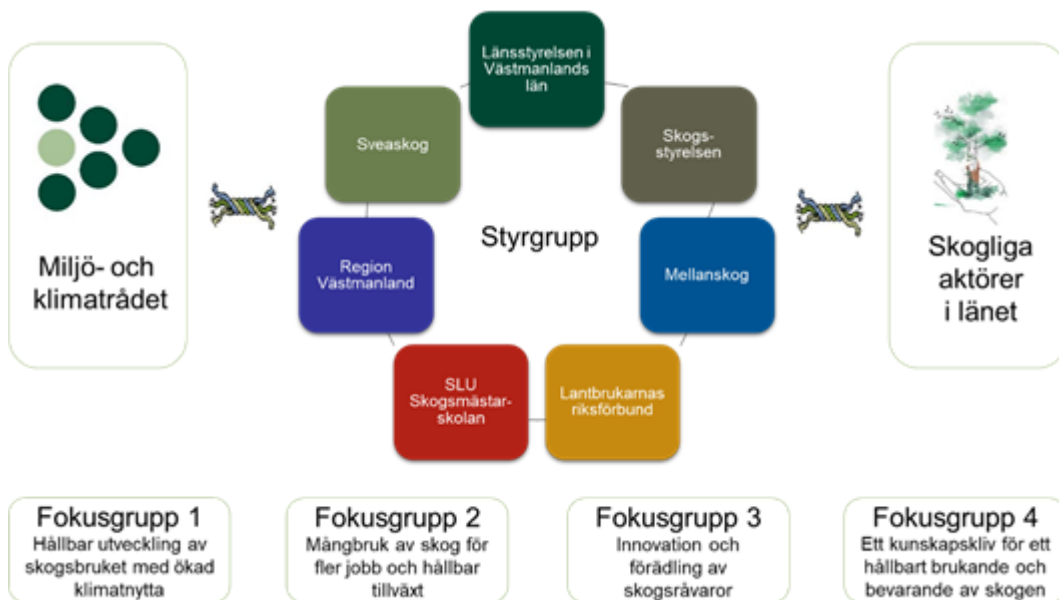 Miljö- och
klimatrådet
Länsstyrelsen i
Västmanlands
län
Sveaskog
Skogs-
styrelsen
Styrgrupp
Region
Västmanland
Mellanskog
SLU
Skogsmästar-
skolan
Lantbrukarnas
riksförbund
Skogliga
aktörer
i länet
Fokusgrupp 1
Hållbar utveckling av
skogsbruket med ökad
klimatnytta
Fokusgrupp 2
Mångbruk av skog för
fler jobb och hållbar
tillväxt
Fokusgrupp 3
Innovation och
förädling av
skogsråvaror
Fokusgrupp 4
Ett kunskapskliv för ett
hållbart brukande och
bevarande av skogen